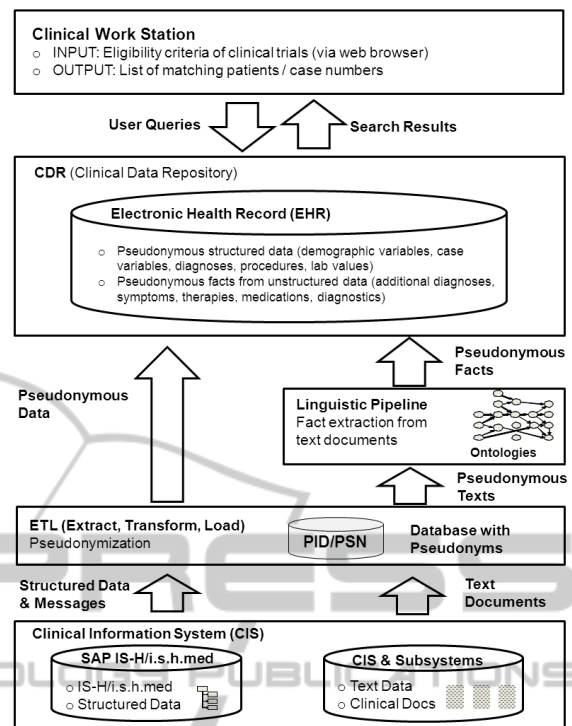 Clinical Work Station
○ INPUT: Eligibility criteria of clinical trials (via web browser)
○ OUTPUT: List of matching patients / case numbers
User Queries
Search Results
CDR (Clinical Data Repository)
Electronic Health Record (EHR)
○ Pseudonymous structured data (demographic variables, case
variables, diagnoses, procedures, lab values)
○ Pseudonymous facts from unstructured data (additional diagnoses,
symptoms, therapies, medications, diagnostics)
Pseudonymous
Data
Pseudonymous
Facts
Linguistic Pipeline
Fact extraction from
text documents
Ontologies
Pseudonymous
Texts
ETL (Extract, Transform, Load)
Pseudonymization
PID/PSN
Database with
Pseudonyms
Structured Data
& Messages
Text
Documents
Clinical Information System (CIS)
SAP IS-H/i.s.h.med
○ IS-H/i.s.h.med
○ Structured Data
CIS & Subsystems
○ Text Data
○ Clinical Docs